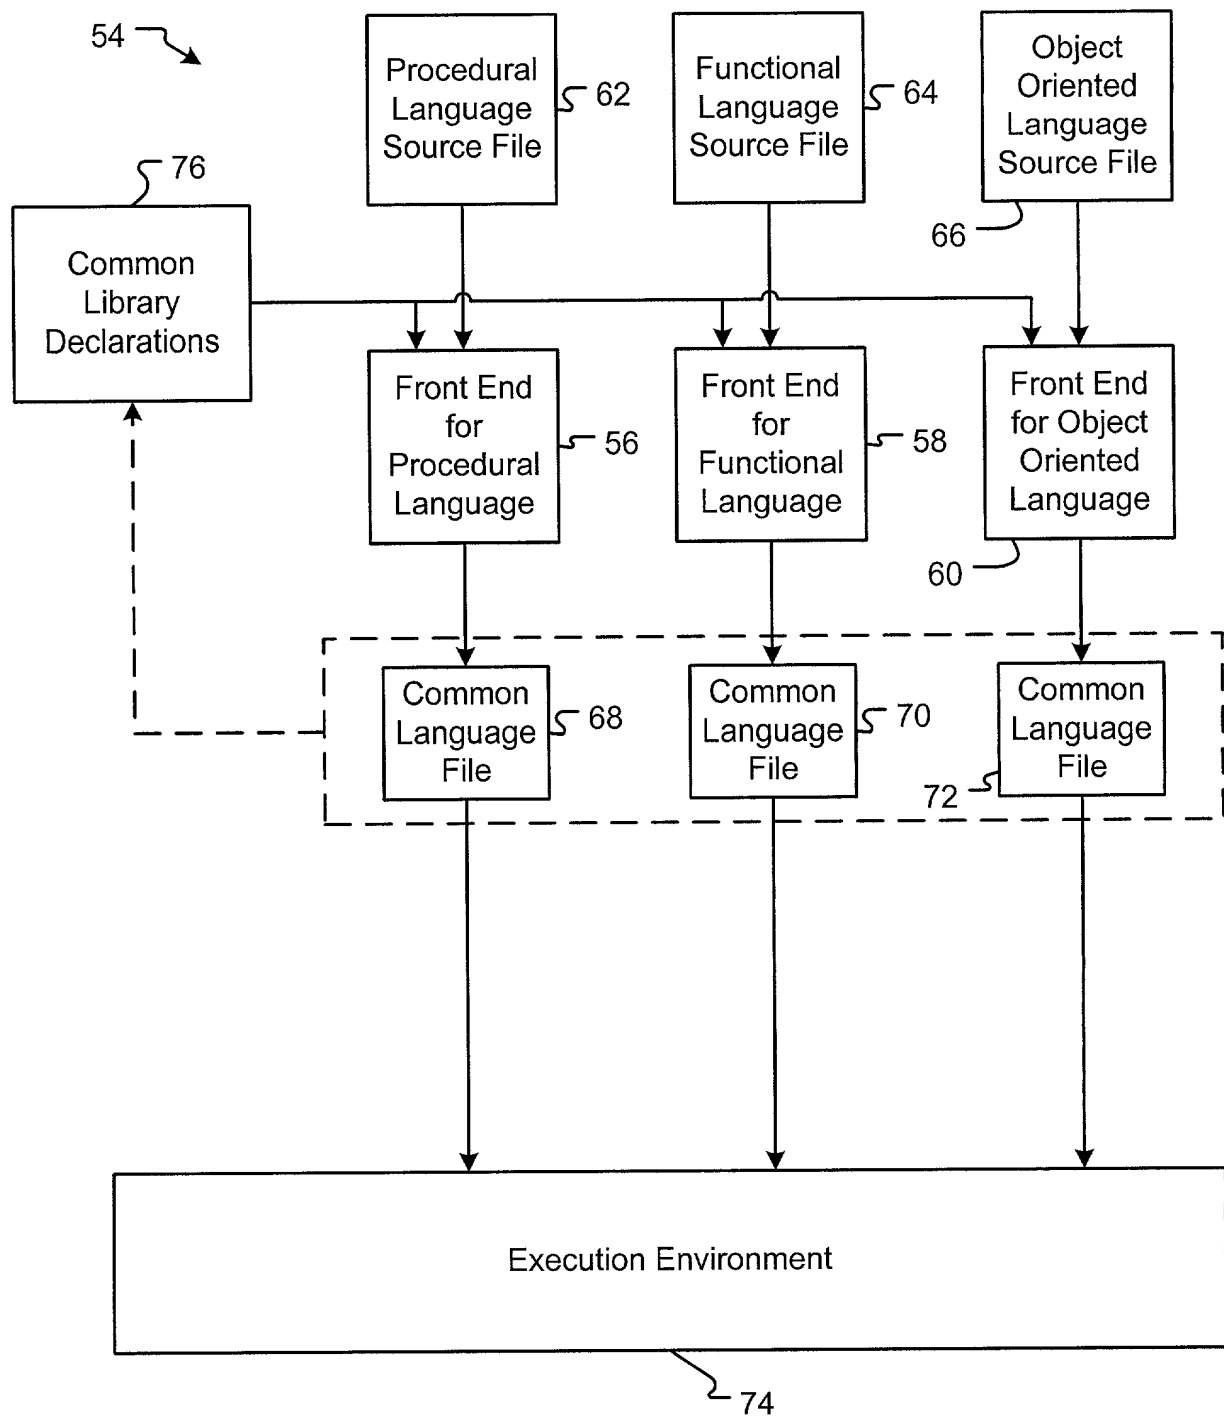 54
Procedural
Language
Source File
62
Functional
Language
Source File
64
Object
Oriented
Language
Source File
66
76
Common
Library
Declarations
Front End
for
Procedural
Language
56
Front End
for
Functional
Language
58
Front End
for Object
Oriented
Language
60
Common
Language
File
68
Common
Language
File
70
Common
Language
File
72
Execution Environment
74